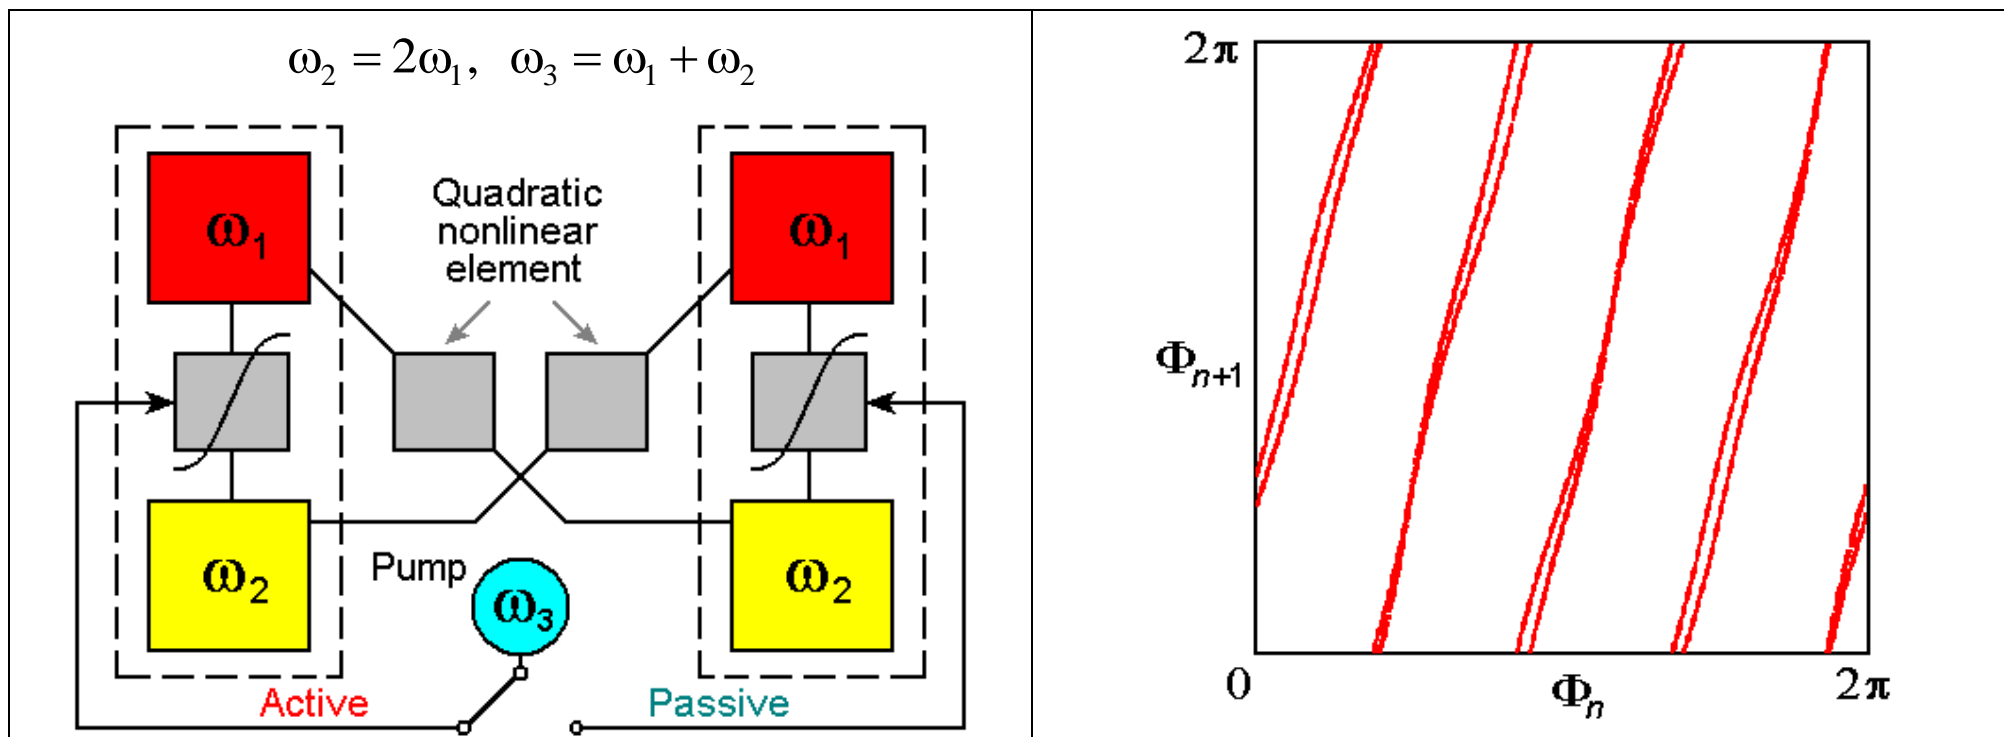 ω₂ = 2ω₁, ω₃ = ω₁ + ω₂
ω₁
Quadratic
nonlinear
element
ω₁
ω₂
Pump
ω₃
ω₂
Active
Passive
2π
Φₙ₊₁
0
Φₙ
2π